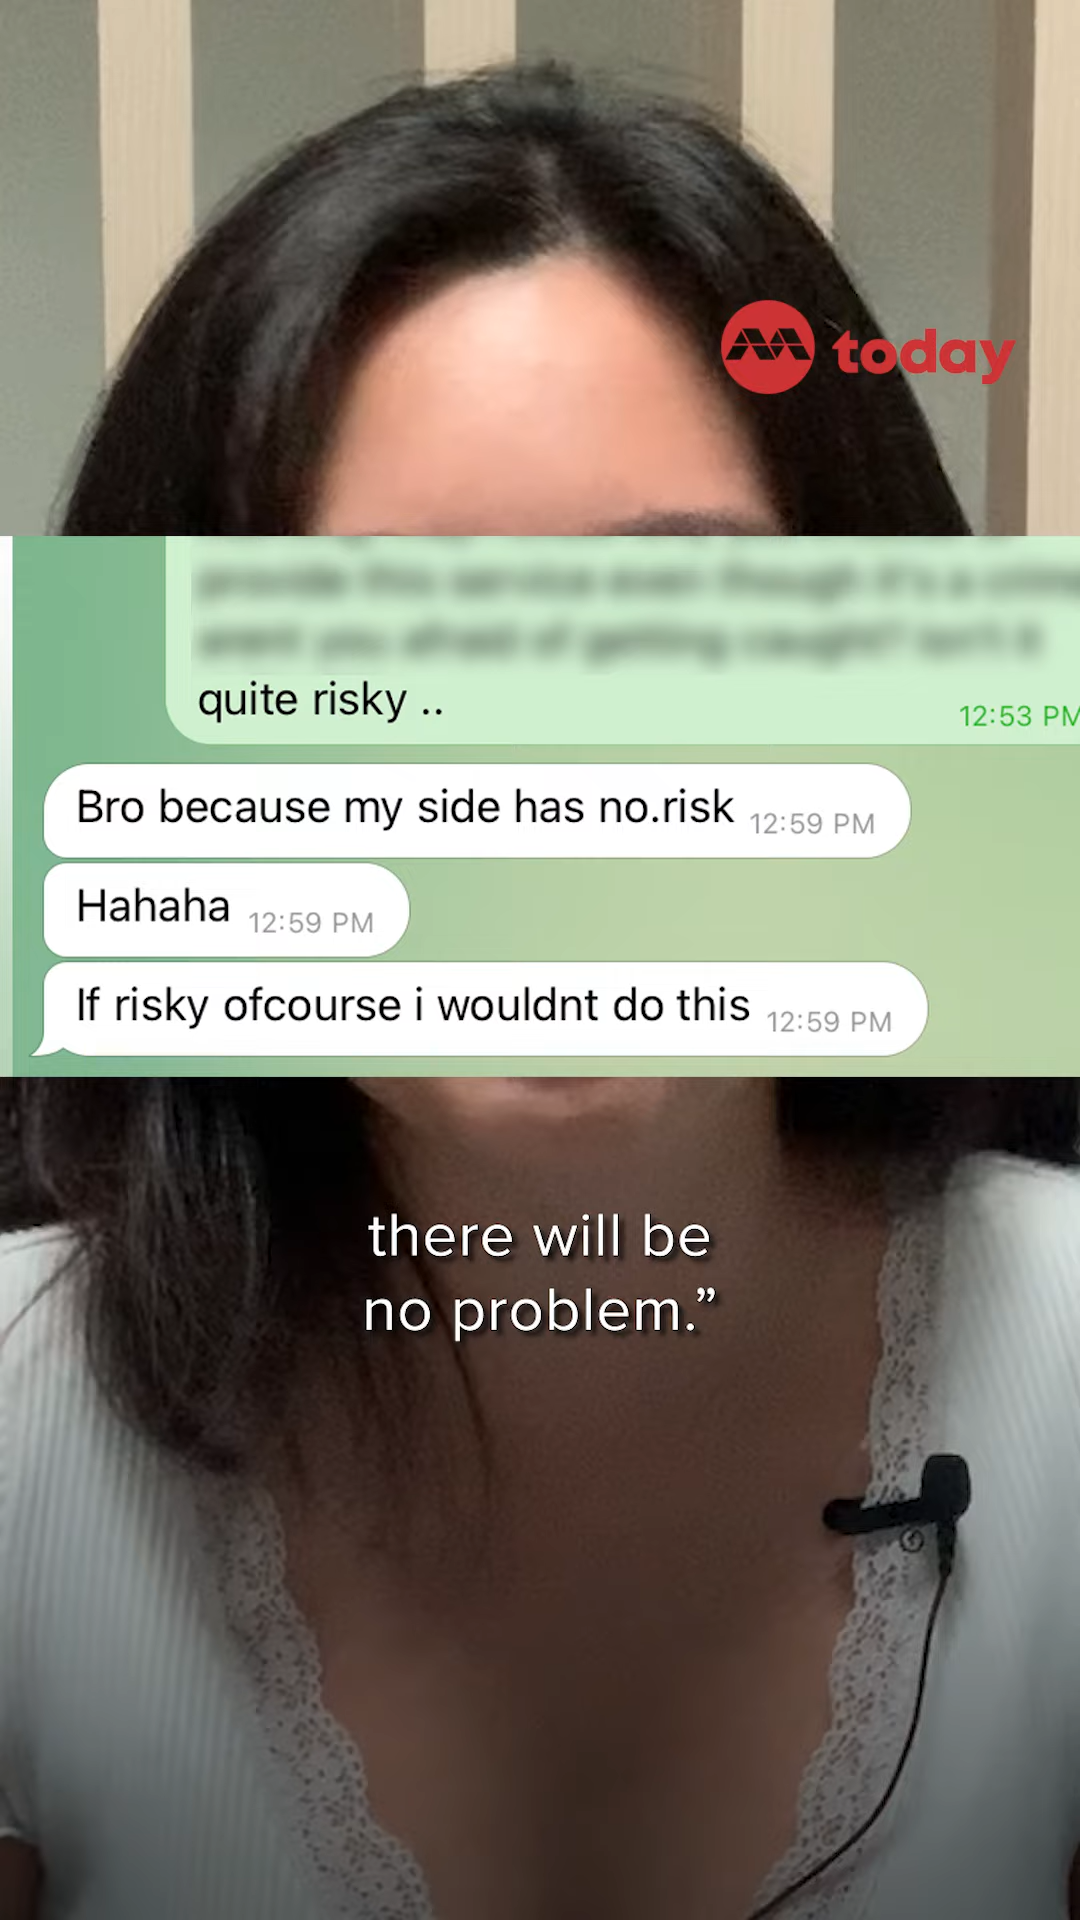 today
quite risky ..
12:53 PM
Bro because my side has no.risk 12:59 PM
Hahaha 12:59 PM
If risky ofcourse i wouldnt do this 12:59 PM
there will be
no problem.”